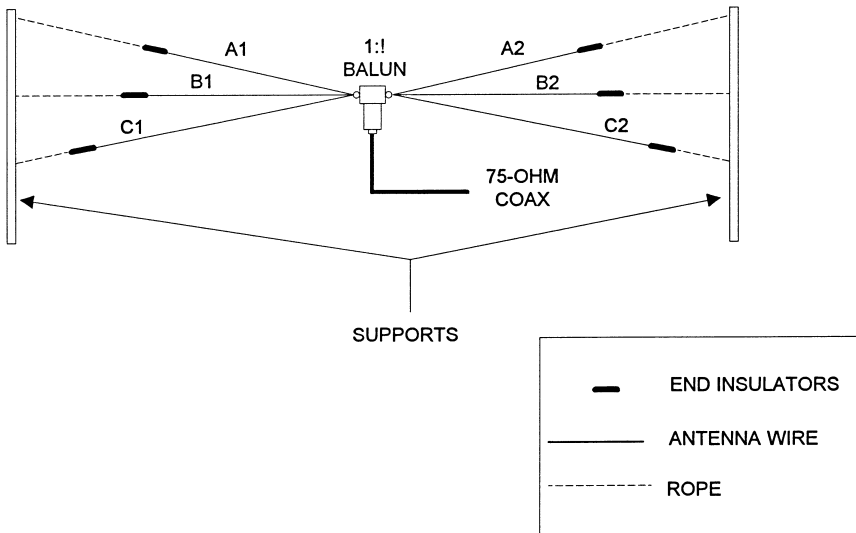 A1
1:!
BALUN
A2
B1
B2
C1
C2
75-OHM
COAX
SUPPORTS
END INSULATORS
ANTENNA WIRE
ROPE